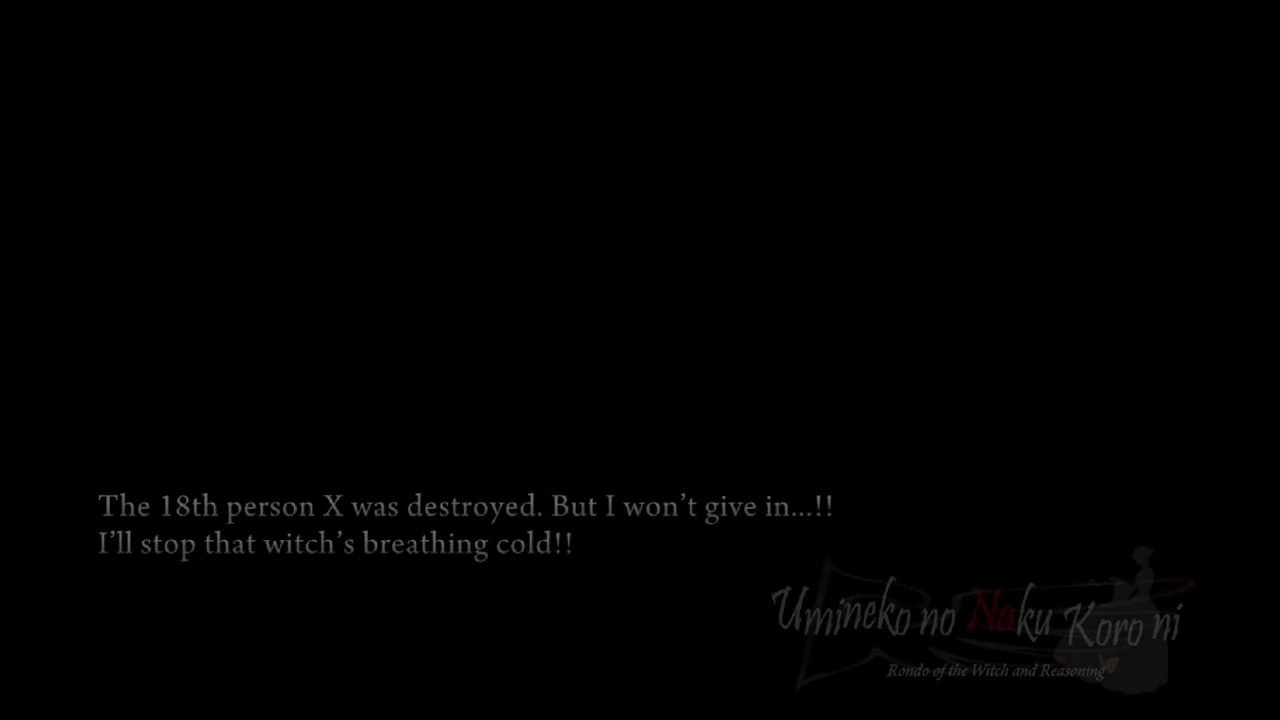 The 18th person X was destroyed. But I won’t give in...!!
I’ll stop that witch’s breathing cold!!
Umineko no Naku Koro ni
Rondo of the Witch and Reasoning